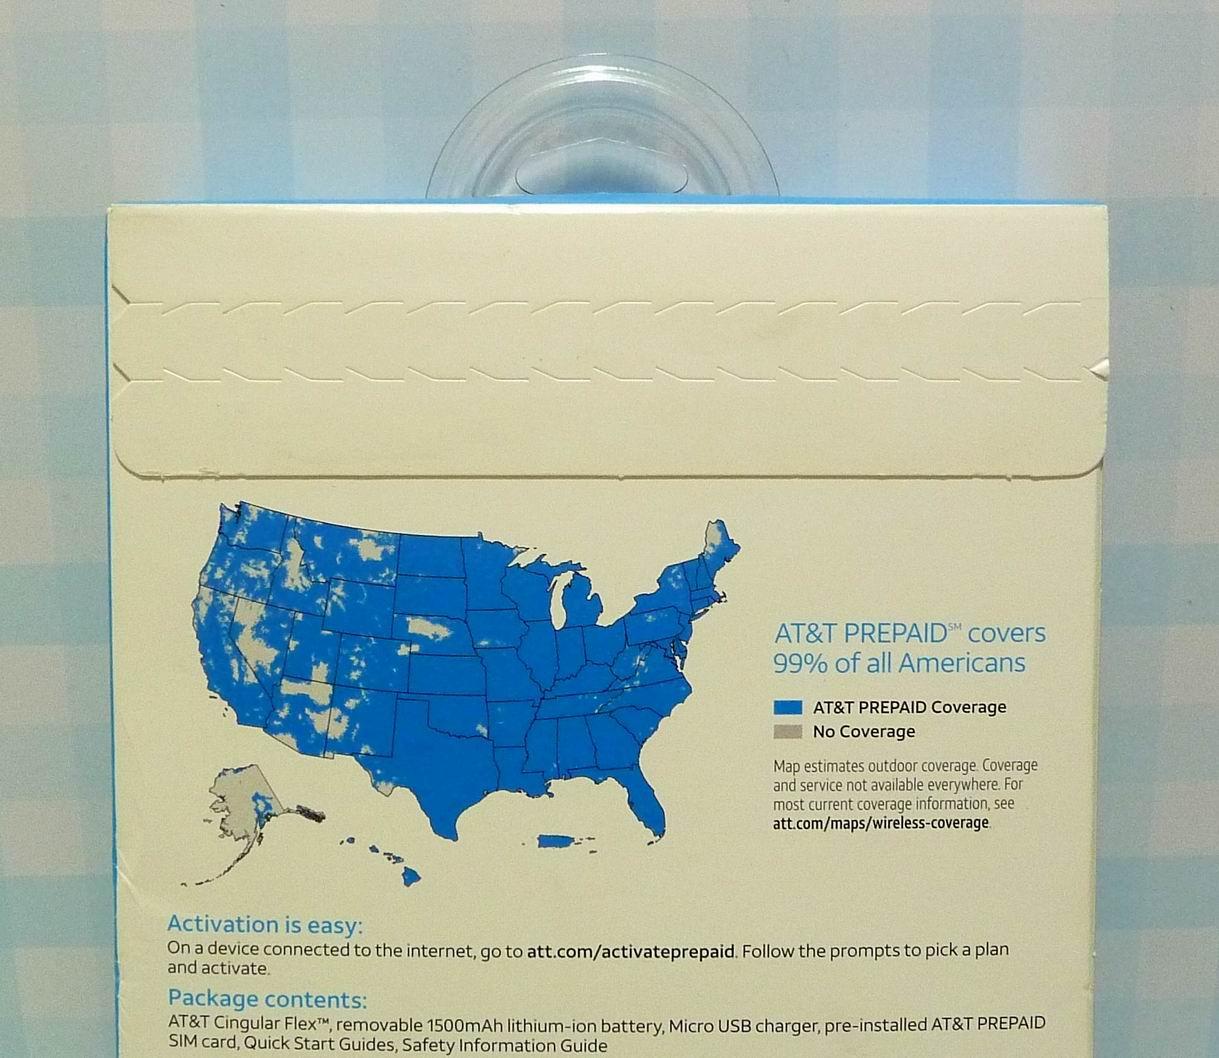 AT&T PREPAID℠ covers
99% of all Americans
AT&T PREPAID Coverage
No Coverage
Map estimates outdoor coverage. Coverage
and service not available everywhere. For
most current coverage information, see
att.com/maps/wireless-coverage.
Activation is easy:
On a device connected to the internet, go to att.com/activateprepaid. Follow the prompts to pick a plan
and activate.
Package contents:
AT&T Cingular Flex™, removable 1500mAh lithium-ion battery, Micro USB charger, pre-installed AT&T PREPAID
SIM card, Quick Start Guides, Safety Information Guide